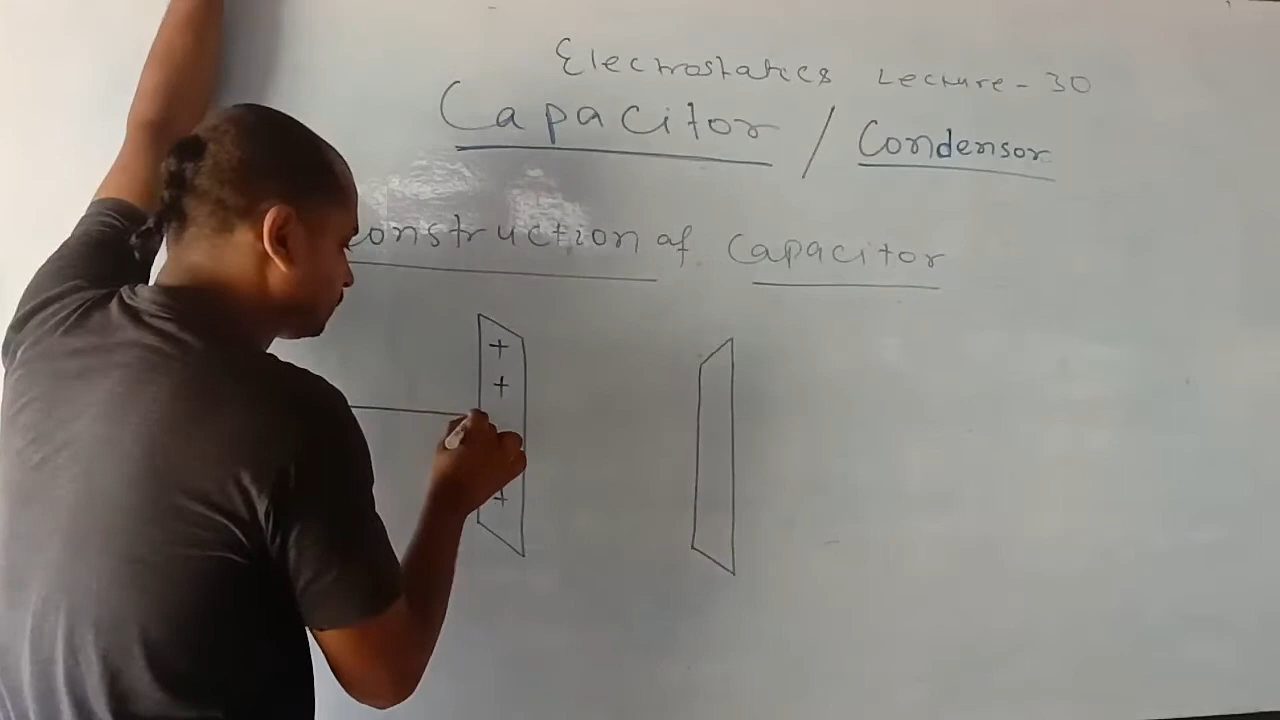 Electrostatics Lecture - 30
Capacitor / Condensor
construction of capacitor
+
+
+